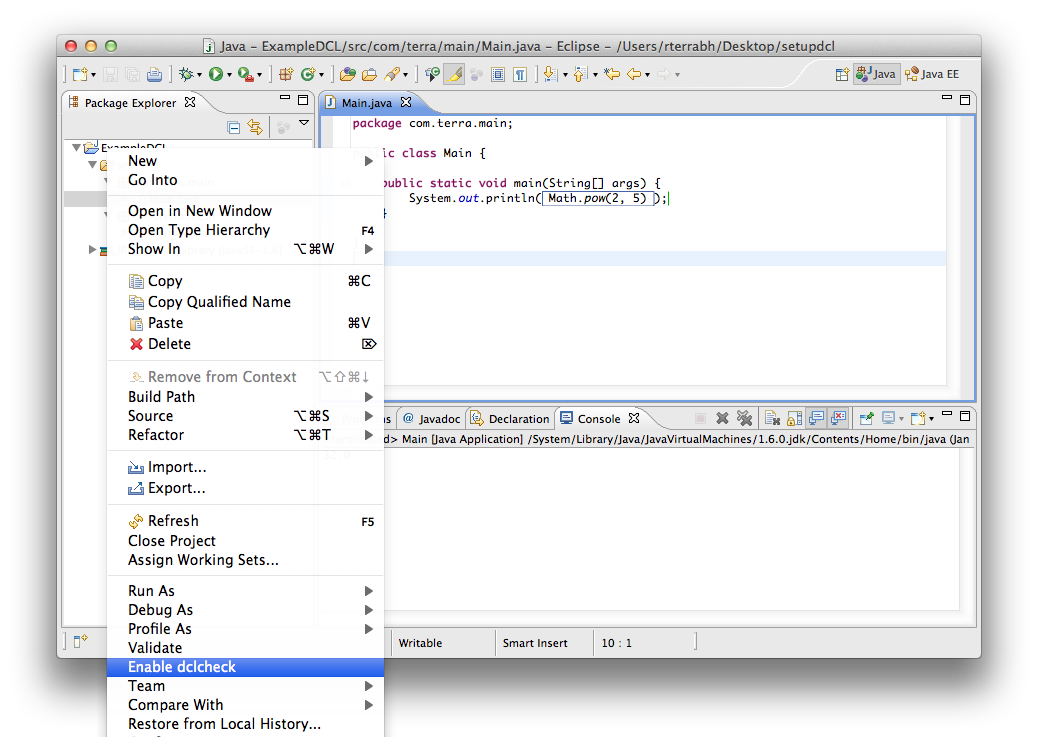 Java – ExampleDCL/src/com/terra/main/Main.java – Eclipse – /Users/rterrabh/Desktop/setupdcl
Java
Java EE
Package Explorer
Main.java
ExampleDCL
package com.terra.main;
ic class Main {
public static void main(String[] args) {
System.out.println( Math.pow(2, 5) );
}
New
Go Into
Open in New Window
Open Type Hierarchy F4
Show In ⌥⌘W
Copy ⌘C
Copy Qualified Name
Paste ⌘V
Delete ⌦
Remove from Context ⌥⇧⌘↓
Build Path
Source ⌥⌘S
Refactor ⌥⌘T
Import...
Export...
Refresh F5
Close Project
Assign Working Sets...
Run As
Debug As
Profile As
Validate
Enable dclcheck
Team
Compare With
Restore from Local History...
ns
@ Javadoc
Declaration
Console
d> Main [Java Application] /System/Library/Java/JavaVirtualMachines/1.6.0.jdk/Contents/Home/bin/java (Jan
Writable
Smart Insert
10 : 1